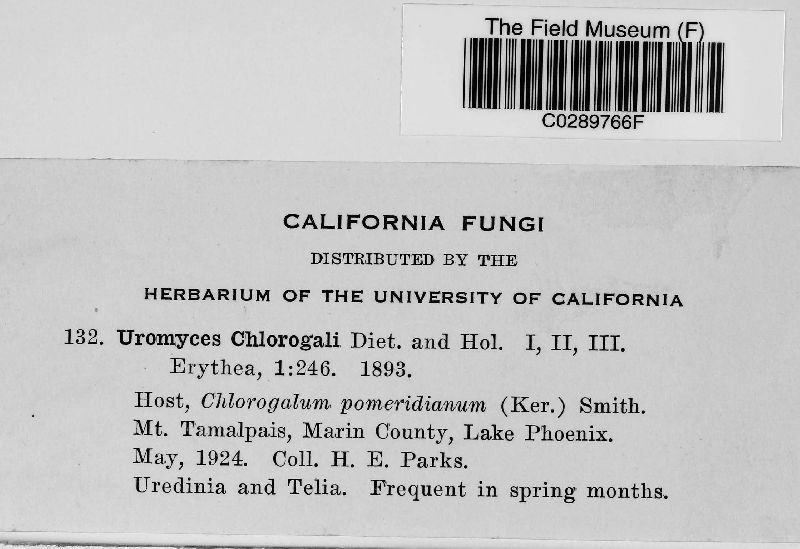 The Field Museum (F)
C0289766F
CALIFORNIA FUNGI
DISTRIBUTED BY THE
HERBARIUM OF THE UNIVERSITY OF CALIFORNIA
132. Uromyces Chlorogali Diet. and Hol. I, II, III.
Erythea, 1:246. 1893.
Host, Chlorogalum pomeridianum (Ker.) Smith.
Mt. Tamalpais, Marin County, Lake Phoenix.
May, 1924. Coll. H. E. Parks.
Uredinia and Telia. Frequent in spring months.